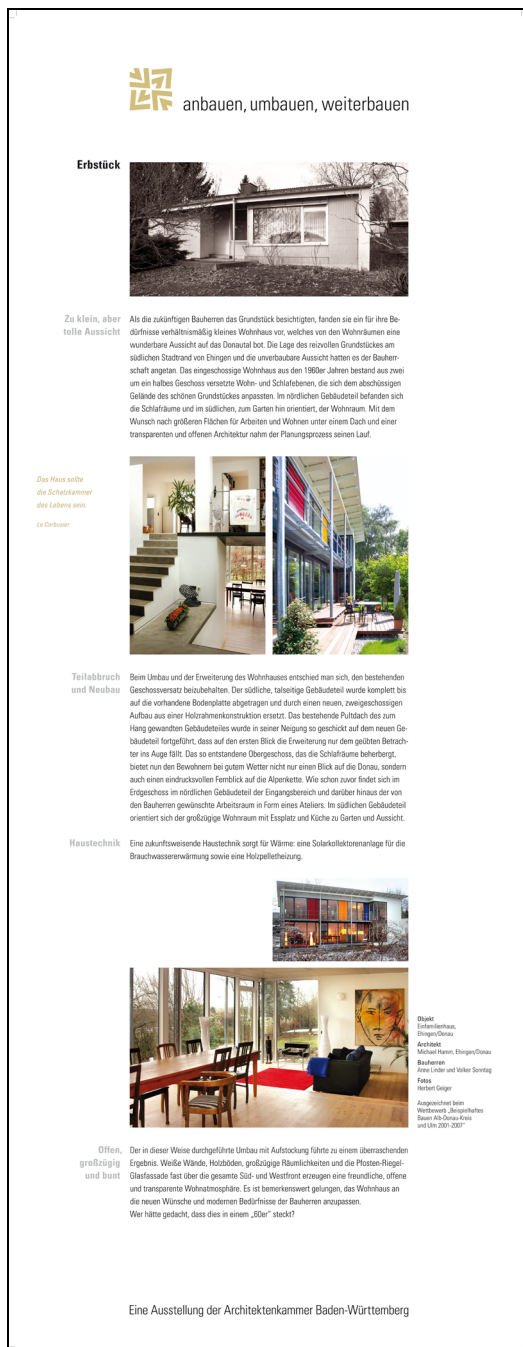 anbauen, umbauen, weiterbauen
Erbstück
Zu klein, aber
tolle Aussicht
Als die zukünftigen Bauherren das Grundstück besichtigten, fanden sie ein für ihre Be-
dürfnisse verhältnismäßig kleines Wohnhaus vor, welches von den Wohnräumen eine
wunderbare Aussicht auf das Donautal bot. Die Lage des reizvollen Grundstückes am
südlichen Stadtrand von Ehingen und die unverbaubare Aussicht hatten es der Bauherr-
schaft angetan. Das eingeschossige Wohnhaus aus den 1960er Jahren bestand aus zwei
um ein halbes Geschoss versetzte Wohn- und Schlafebenen, die sich dem abschüssigen
Gelände des schönen Grundstückes anpassten. Im nördlichen Gebäudeteil befanden sich
die Schlafräume und im südlichen, zum Garten hin orientiert, der Wohnraum. Mit dem
Wunsch nach größeren Flächen für Arbeiten und Wohnen unter einem Dach und einer
transparenten und offenen Architektur nahm der Planungsprozess seinen Lauf.
Das Haus sollte
die Schatzkammer
des Lebens sein.
Le Corbusier
Teilabbruch
und Neubau
Beim Umbau und der Erweiterung des Wohnhauses entschied man sich, den bestehenden
Geschossversatz beizubehalten. Der südliche, talseitige Gebäudeteil wurde komplett bis
auf die vorhandene Bodenplatte abgetragen und durch einen neuen, zweigeschossigen
Aufbau aus einer Holzrahmenkonstruktion ersetzt. Das bestehende Pultdach des zum
Hang gewandten Gebäudeteiles wurde in seiner Neigung so geschickt auf dem neuen Ge-
bäudeteil fortgeführt, dass auf den ersten Blick die Erweiterung nur dem geübten Betrach-
ter ins Auge fällt. Das so entstandene Obergeschoss, das die Schlafräume beherbergt,
bietet nun den Bewohnern bei gutem Wetter nicht nur einen Blick auf die Donau, sondern
auch einen eindrucksvollen Fernblick auf die Alpenkette. Wie schon zuvor findet sich im
Erdgeschoss im nördlichen Gebäudeteil der Eingangsbereich und darüber hinaus der von
den Bauherren gewünschte Arbeitsraum in Form eines Ateliers. Im südlichen Gebäudeteil
orientiert sich der großzügige Wohnraum mit Essplatz und Küche zu Garten und Aussicht.
Haustechnik
Eine zukunftsweisende Haustechnik sorgt für Wärme: eine Solarkollektorenanlage für die
Brauchwassererwärmung sowie eine Holzpelletheizung.
Objekt
Einfamilienhaus,
Ehingen/Donau
Architekt
Michael Hamm, Ehingen/Donau
Bauherren
Anne Linder und Volker Sonntag
Fotos
Herbert Geiger
Ausgezeichnet beim
Wettbewerb „Beispielhaftes
Bauen Alb-Donau-Kreis
und Ulm 2001-2007“
Offen,
großzügig
und bunt
Der in dieser Weise durchgeführte Umbau mit Aufstockung führte zu einem überraschenden
Ergebnis. Weiße Wände, Holzböden, großzügige Räumlichkeiten und die Pfosten-Riegel-
Glasfassade fast über die gesamte Süd- und Westfront erzeugen eine freundliche, offene
und transparente Wohnatmosphäre. Es ist bemerkenswert gelungen, das Wohnhaus an
die neuen Wünsche und modernen Bedürfnisse der Bauherren anzupassen.
Wer hätte gedacht, dass dies in einem „60er“ steckt?
Eine Ausstellung der Architektenkammer Baden-Württemberg